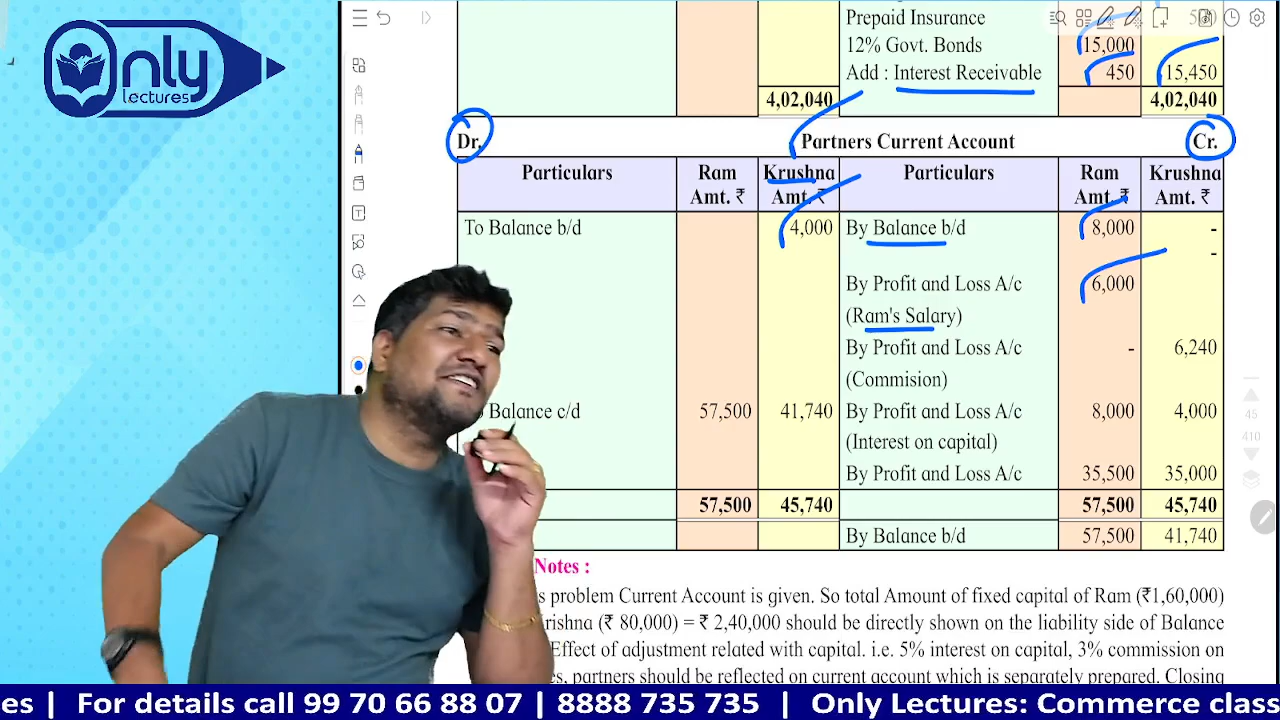 Only
lectures
Prepaid Insurance
12% Govt. Bonds 15,000
Add : Interest Receivable 450 15,450
4,02,040 4,02,040
Dr. Partners Current Account Cr.
Particulars Ram Amt. ₹ Krushna Amt. ₹ Particulars Ram Amt. ₹ Krushna Amt. ₹
To Balance b/d 4,000 By Balance b/d 8,000 -
-
By Profit and Loss A/c 6,000
(Ram's Salary)
By Profit and Loss A/c - 6,240
(Commision)
Balance c/d 57,500 41,740 By Profit and Loss A/c 8,000 4,000
(Interest on capital)
By Profit and Loss A/c 35,500 35,000
57,500 45,740 57,500 45,740
By Balance b/d 57,500 41,740
Notes :
problem Current Account is given. So total Amount of fixed capital of Ram (₹1,60,000)
(₹ 80,000) = ₹ 2,40,000 should be directly shown on the liability side of Balance
Effect of adjustment related with capital. i.e. 5% interest on capital, 3% commission on
partners should be reflected on current account which is separately prepared. Closing
45
410
es | For details call 99 70 66 88 07 | 8888 735 735 | Only Lectures: Commerce class